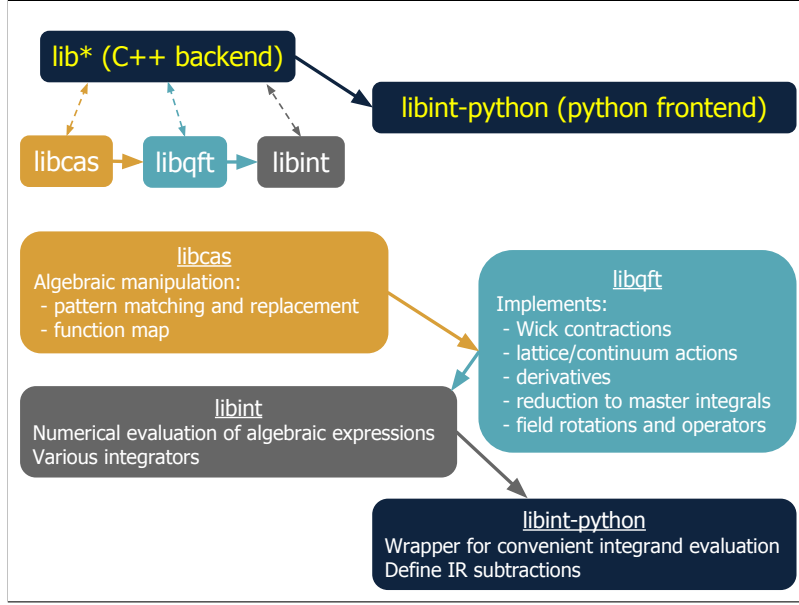 lib* (C++ backend)
libint-python (python frontend)
libcas
libqft
libint
libcas
Algebraic manipulation:
- pattern matching and replacement
- function map
libqft
Implements:
- Wick contractions
- lattice/continuum actions
- derivatives
- reduction to master integrals
- field rotations and operators
libint
Numerical evaluation of algebraic expressions
Various integrators
libint-python
Wrapper for convenient integrand evaluation
Define IR subtractions